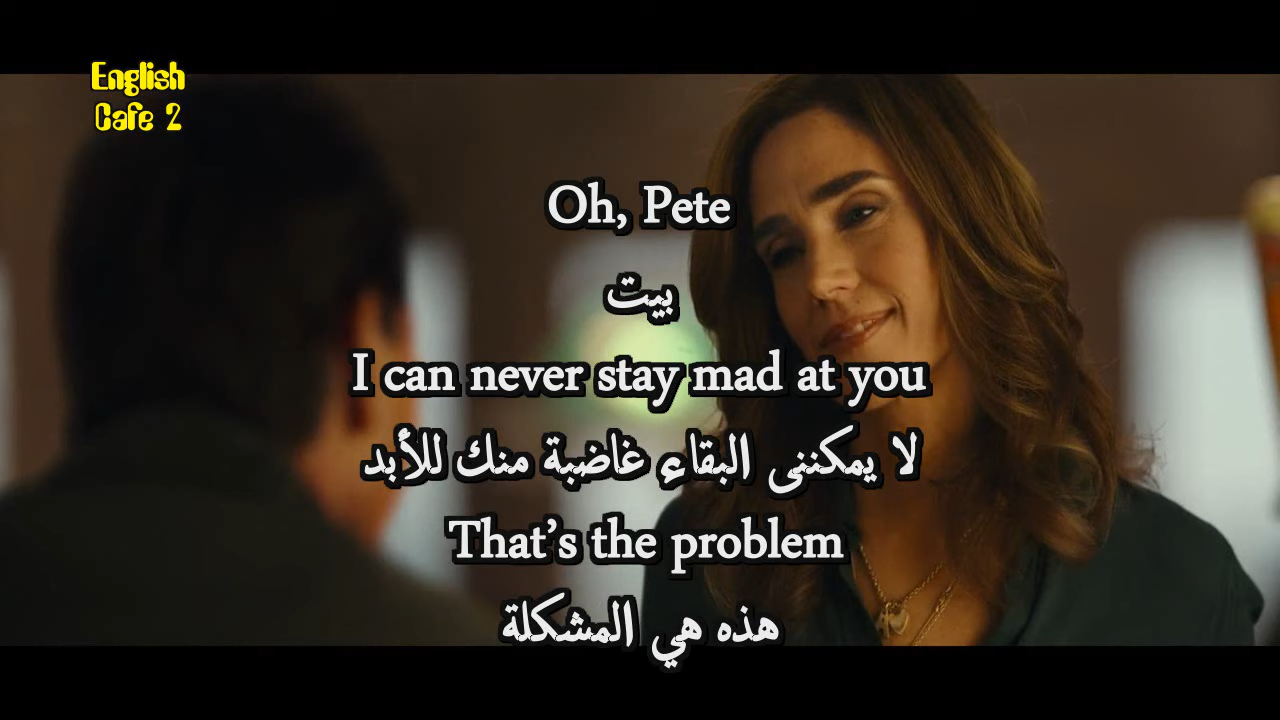 English
Cafe 2
Oh, Pete
بيت
I can never stay mad at you
لا يمكننى البقاء غاضبة منك للأبد
That's the problem
هذه هي المشكلة